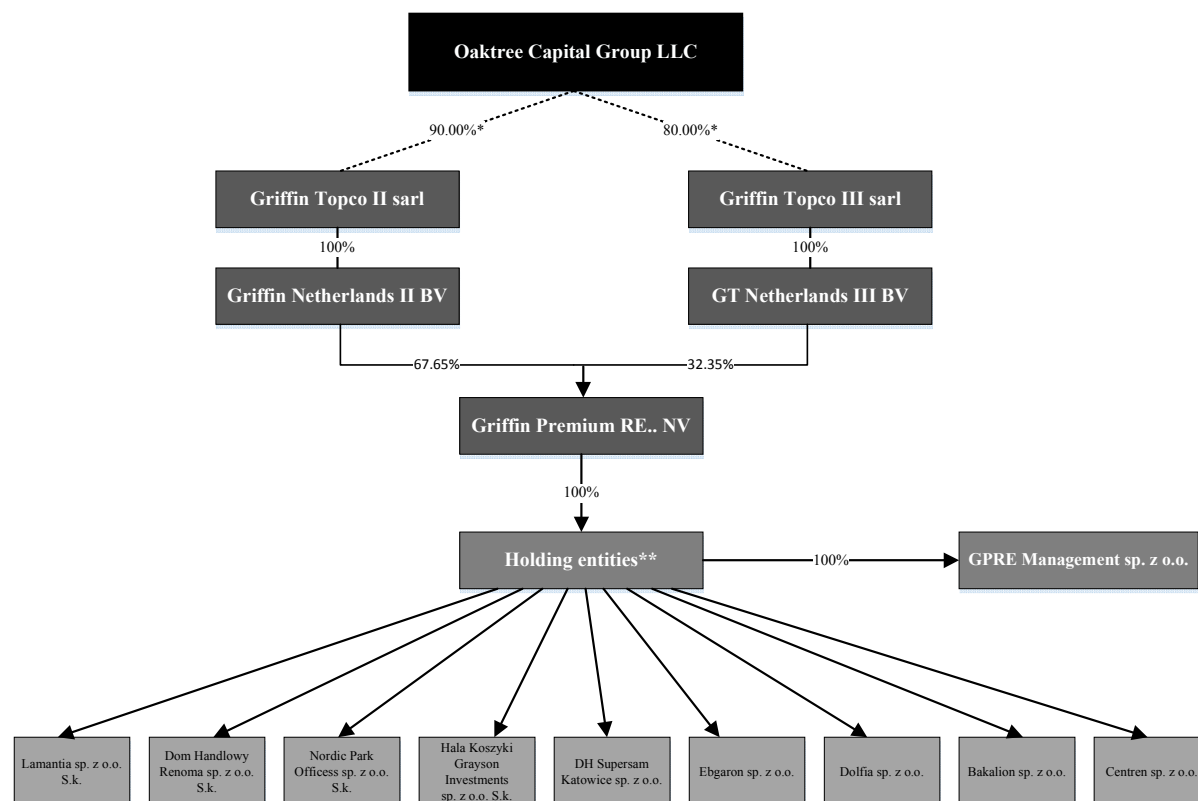 Oaktree Capital Group LLC
90.00%*
80.00%*
Griffin Topco II sarl
Griffin Topco III sarl
100%
100%
Griffin Netherlands II BV
GT Netherlands III BV
67.65%
32.35%
Griffin Premium RE.. NV
100%
Holding entities**
100%
GPRE Management sp. z o.o.
Lamantia sp. z o.o.
S.k.
Dom Handlowy
Renoma sp. z o.o.
S.k.
Nordic Park
Officess sp. z o.o.
S.k.
Hala Koszyki
Grayson
Investments
sp. z o.o. S.k.
DH Supersam
Katowice sp. z o.o.
Ebgaron sp. z o.o.
Dolfia sp. z o.o.
Bakalion sp. z o.o.
Centren sp. z o.o.